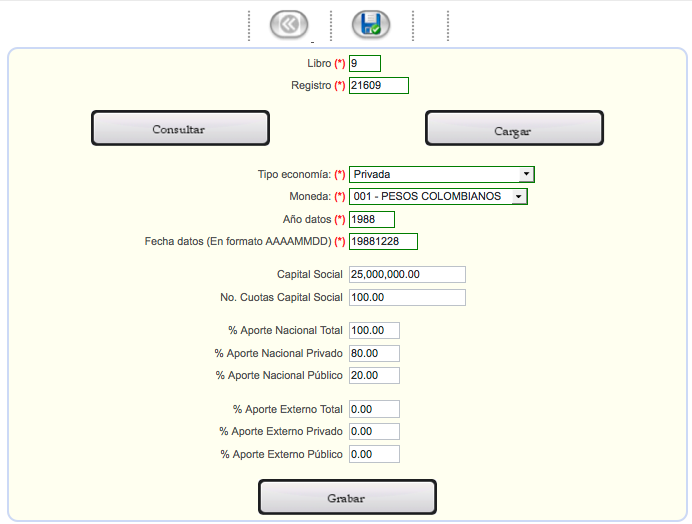 Libro (*) 9
Registro (*) 21609
Consultar Cargar
Tipo economía: (*) Privada
Moneda: (*) 001 - PESOS COLOMBIANOS
Año datos (*) 1988
Fecha datos (En formato AAAAMMDD) (*) 19881228
Capital Social 25,000,000.00
No. Cuotas Capital Social 100.00
% Aporte Nacional Total 100.00
% Aporte Nacional Privado 80.00
% Aporte Nacional Público 20.00
% Aporte Externo Total 0.00
% Aporte Externo Privado 0.00
% Aporte Externo Público 0.00
Grabar